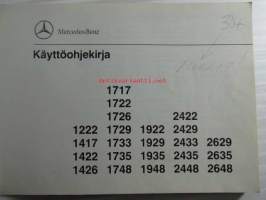 Mercedes-Benz
Käyttöohjekirja
1717
1722
1726 2422
1222 1729 1922 2429
1417 1733 1929 2433 2629
1422 1735 1935 2435 2635
1426 1748 1948 2448 2648